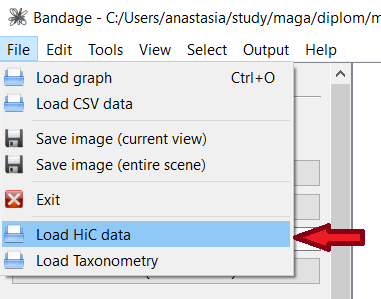 Bandage - C:/Users/anastasia/study/maga/diplom/m
File Edit Tools View Select Output Help
Load graph Ctrl+O
Load CSV data
Save image (current view)
Save image (entire scene)
Exit
Load HiC data
Load Taxonometry